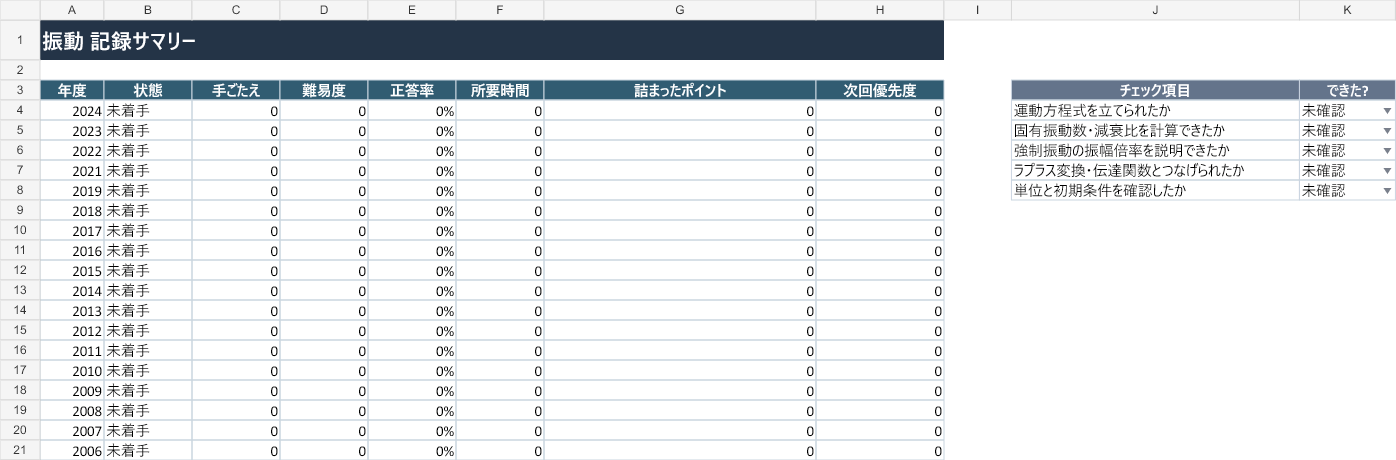 A B C D E F G H I J K
1 振動 記録サマリー
2
3 年度 状態 手ごたえ 難易度 正答率 所要時間 詰まったポイント 次回優先度 チェック項目 できた?
4 2024 未着手 0 0 0% 0 0 0 運動方程式を立てられたか 未確認
5 2023 未着手 0 0 0% 0 0 0 固有振動数・減衰比を計算できたか 未確認
6 2022 未着手 0 0 0% 0 0 0 強制振動の振幅倍率を説明できたか 未確認
7 2021 未着手 0 0 0% 0 0 0 ラプラス変換・伝達関数とつなげられたか 未確認
8 2019 未着手 0 0 0% 0 0 0 単位と初期条件を確認したか 未確認
9 2018 未着手 0 0 0% 0 0 0
10 2017 未着手 0 0 0% 0 0 0
11 2016 未着手 0 0 0% 0 0 0
12 2015 未着手 0 0 0% 0 0 0
13 2014 未着手 0 0 0% 0 0 0
14 2013 未着手 0 0 0% 0 0 0
15 2012 未着手 0 0 0% 0 0 0
16 2011 未着手 0 0 0% 0 0 0
17 2010 未着手 0 0 0% 0 0 0
18 2009 未着手 0 0 0% 0 0 0
19 2008 未着手 0 0 0% 0 0 0
20 2007 未着手 0 0 0% 0 0 0
21 2006 未着手 0 0 0% 0 0 0